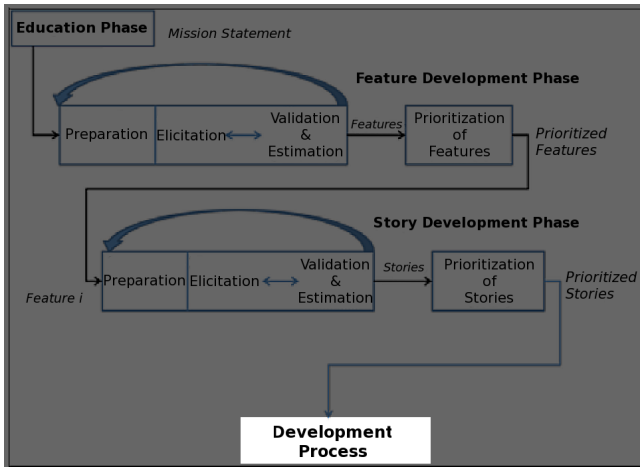 Education Phase
Mission Statement
Feature Development Phase
Preparation
Elicitation
Validation
&
Estimation
Features
Prioritization
of
Features
Prioritized
Features
Story Development Phase
Feature i
Preparation
Elicitation
Validation
&
Estimation
Stories
Prioritization
of
Stories
Prioritized
Stories
Development
Process